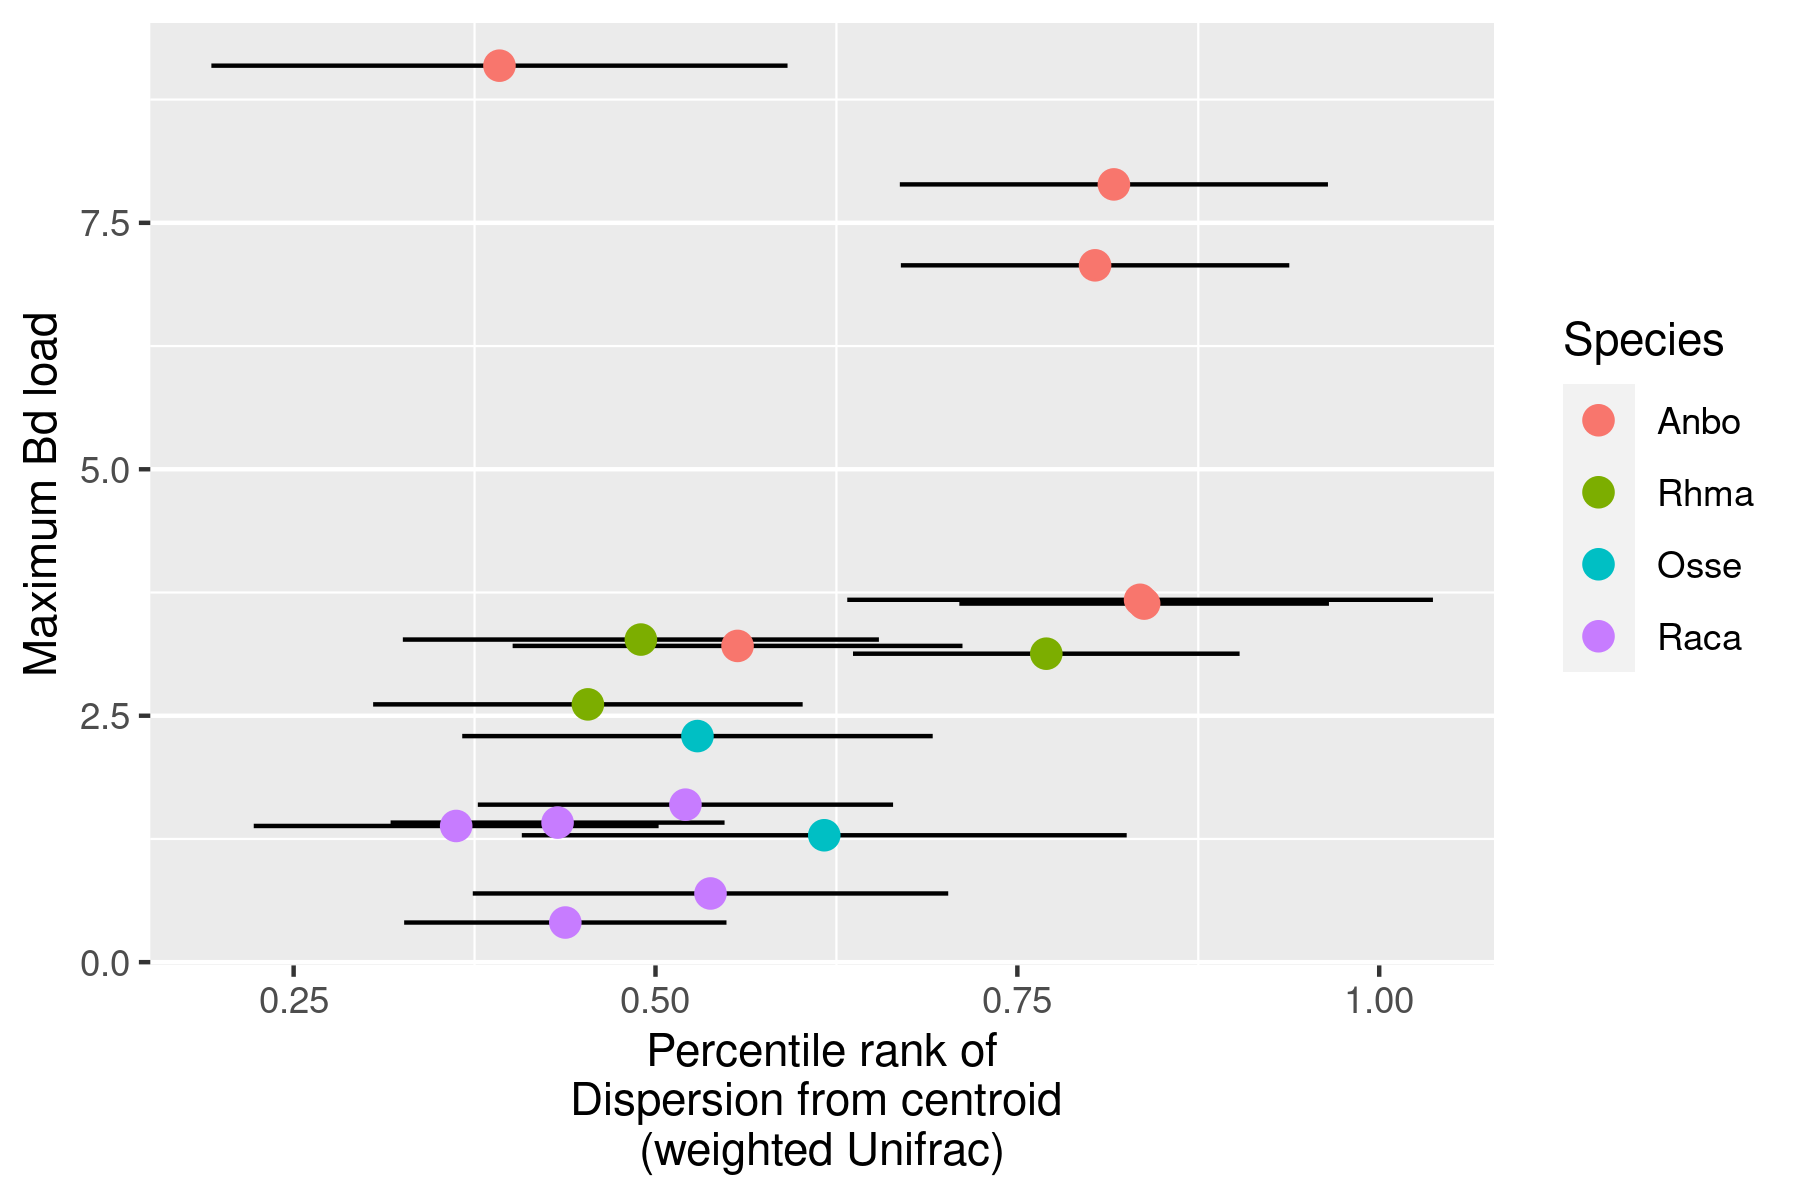 Maximum Bd load
7.5
5.0
2.5
0.0
0.25 0.50 0.75 1.00
Percentile rank of
Dispersion from centroid
(weighted Unifrac)
Species
Anbo
Rhma
Osse
Raca